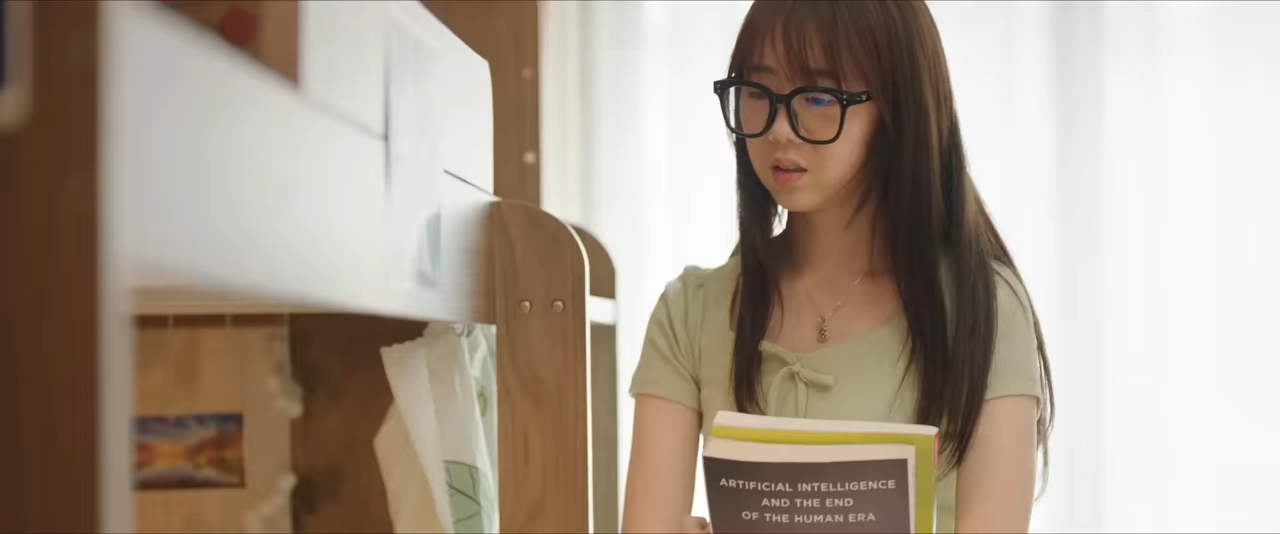 ARTIFICIAL INTELLIGENCE
AND THE END
OF THE HUMAN ERA